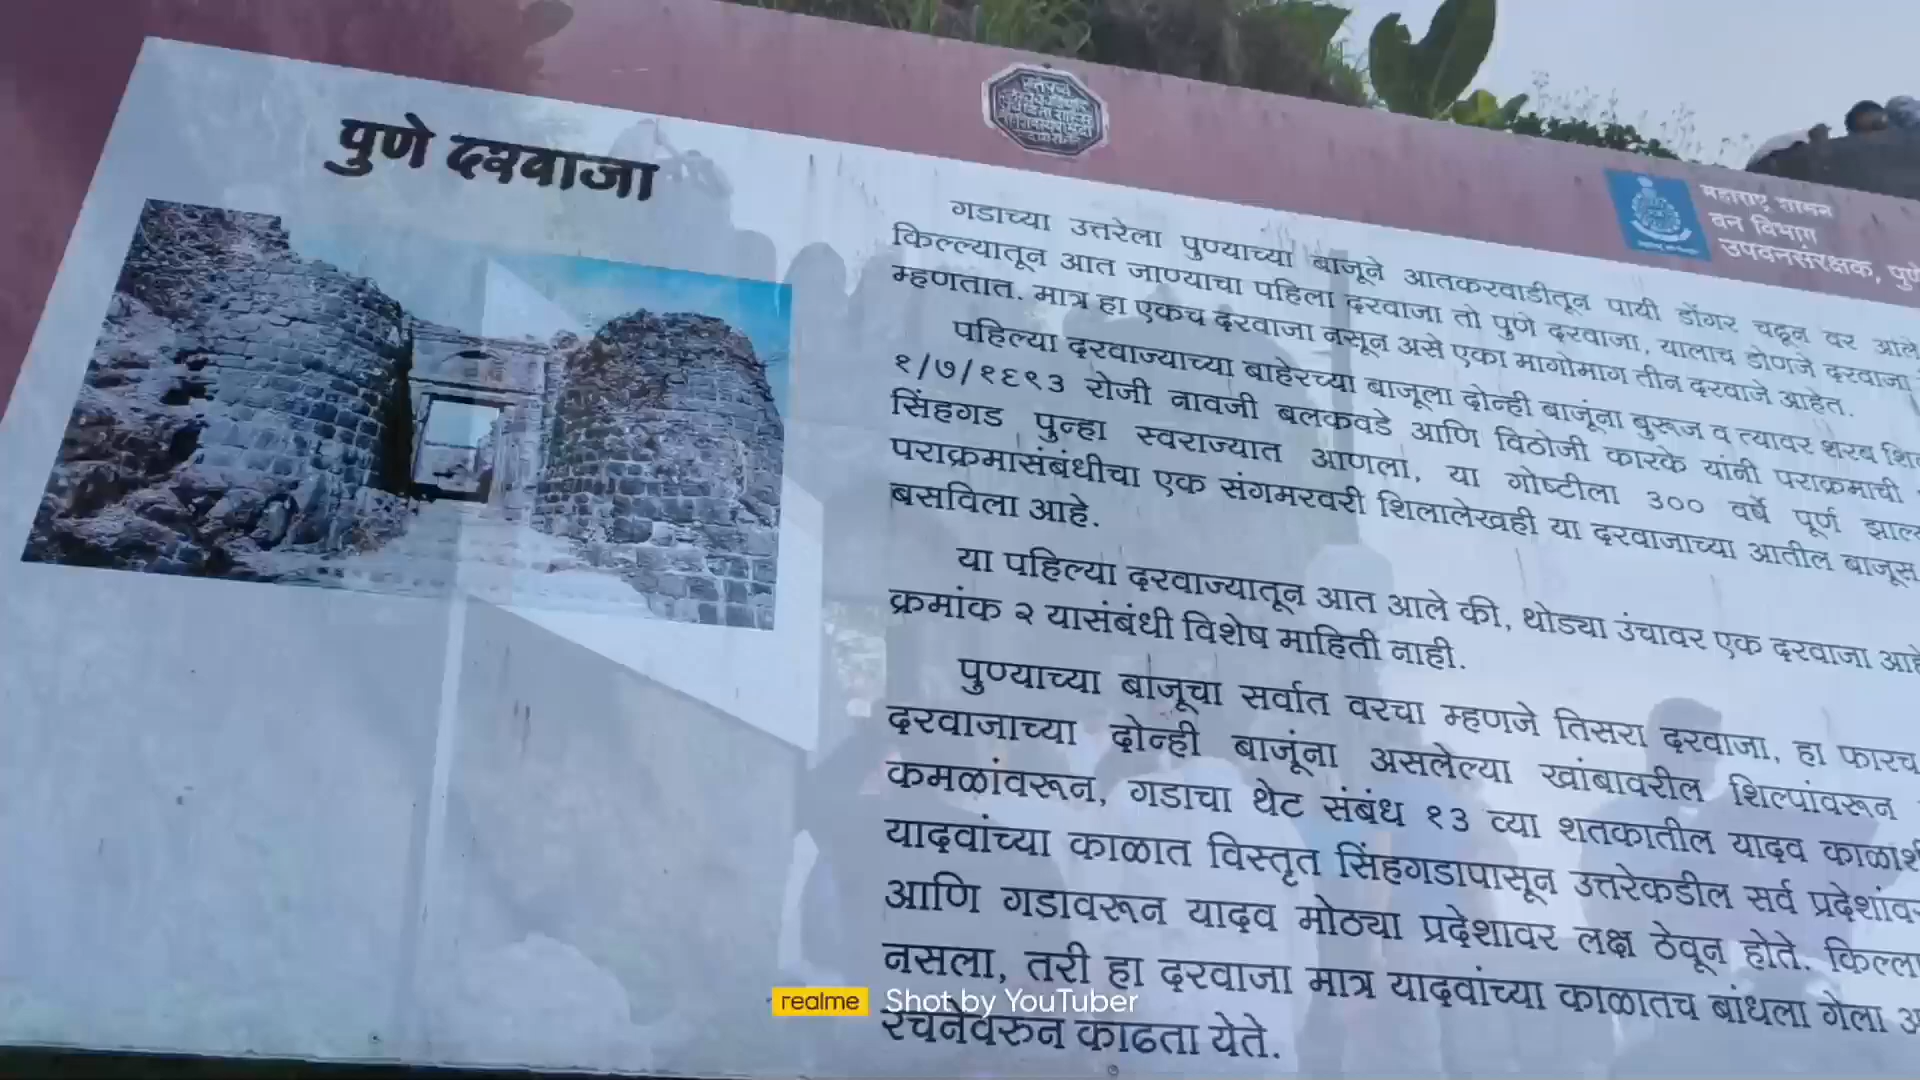 पुणे दरवाजा
महाराष्ट्र शासन
वन विभाग
उपवनसंरक्षक, पुणे
गडाच्या उत्तरेला पुण्याच्या बाजूने आतकरवाडीतून पायी डोंगर चढून वर आले
किल्ल्यातून आत जाण्याचा पहिला दरवाजा तो पुणे दरवाजा, यालाच डोणजे दरवाजा
म्हणतात. मात्र हा एकच दरवाजा नसून असे एका मागोमाग तीन दरवाजे आहेत.
पहिल्या दरवाज्याच्या बाहेरच्या बाजूला दोन्ही बाजूंना बुरूज व त्यावर शरब
१/७/१६९३ रोजी नावजी बलकवडे आणि विठोजी कारके यांनी पराक्रमाची
सिंहगड पुन्हा स्वराज्यात आणला, या गोष्टीला ३०० वर्षे पूर्ण
पराक्रमासंबंधीचा एक संगमरवरी शिलालेखही या दरवाजाच्या आतील बाजूस
बसविला आहे.
या पहिल्या दरवाज्यातून आत आले की, थोड्या उंचावर एक दरवाजा
क्रमांक २ यासंबंधी विशेष माहिती नाही.
पुण्याच्या बाजूचा सर्वात वरचा म्हणजे तिसरा दरवाजा, हा फारच
दरवाजाच्या दोन्ही बाजूंना असलेल्या खांबावरील शिल्पांवरून
कमळांवरून, गडाचा थेट संबंध १३ व्या शतकातील यादव
यादवांच्या काळात विस्तृत सिंहगडापासून उत्तरेकडील सर्व
आणि गडावरून यादव मोठ्या प्रदेशावर लक्ष ठेवून होते.
नसला, तरी हा दरवाजा मात्र यादवांच्या काळातच बांधला गेला
रचनेवरुन काढता येते.
realme Shot by YouTuber